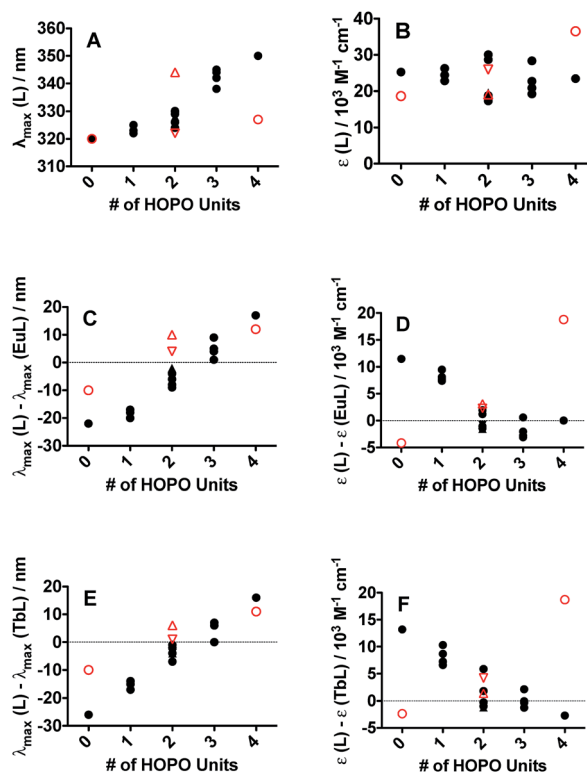 A
λmax (L) / nm
360
350
340
330
320
310
0 1 2 3 4
# of HOPO Units
B
ε (L) / 10³ M⁻¹ cm⁻¹
40
30
20
10
0
0 1 2 3 4
# of HOPO Units
C
λmax (L) - λmax (EuL) / nm
20
10
0
-10
-20
-30
0 1 2 3 4
# of HOPO Units
D
ε (L) - ε (EuL) / 10³ M⁻¹ cm⁻¹
20
15
10
5
0
-5
0 1 2 3 4
# of HOPO Units
E
λmax (L) - λmax (TbL) / nm
20
10
0
-10
-20
-30
0 1 2 3 4
# of HOPO Units
F
ε (L) - ε (TbL) / 10³ M⁻¹ cm⁻¹
20
15
10
5
0
-5
0 1 2 3 4
# of HOPO Units